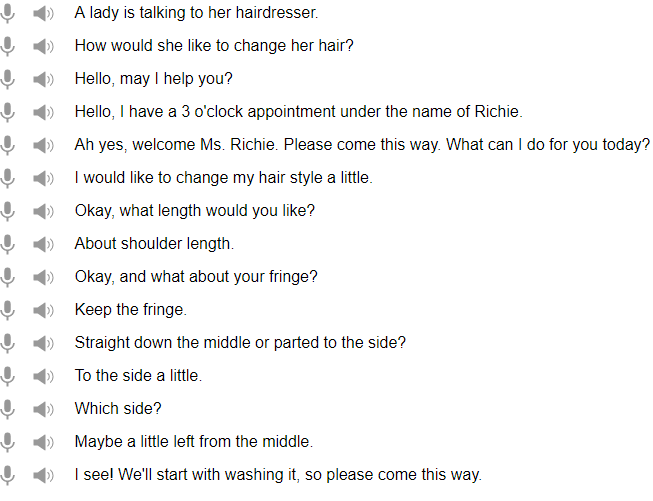 A lady is talking to her hairdresser.
How would she like to change her hair?
Hello, may I help you?
Hello, I have a 3 o'clock appointment under the name of Richie.
Ah yes, welcome Ms. Richie. Please come this way. What can I do for you today?
I would like to change my hair style a little.
Okay, what length would you like?
About shoulder length.
Okay, and what about your fringe?
Keep the fringe.
Straight down the middle or parted to the side?
To the side a little.
Which side?
Maybe a little left from the middle.
I see! We'll start with washing it, so please come this way.